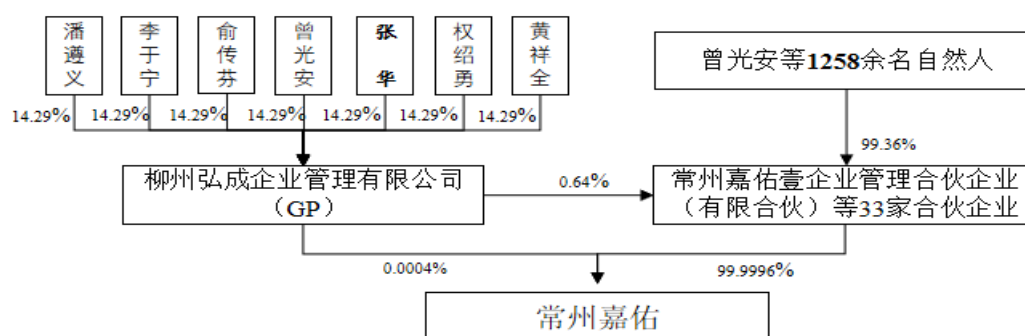 潘遵义
李于宁
俞传芬
曾光安
张华
权绍勇
黄祥全
曾光安等1258余名自然人
14.29%
14.29%
14.29%
14.29%
14.29%
14.29%
14.29%
99.36%
柳州弘成企业管理有限公司
（GP）
0.64%
常州嘉佑壹企业管理合伙企业
（有限合伙）等33家合伙企业
0.0004%
99.9996%
常州嘉佑